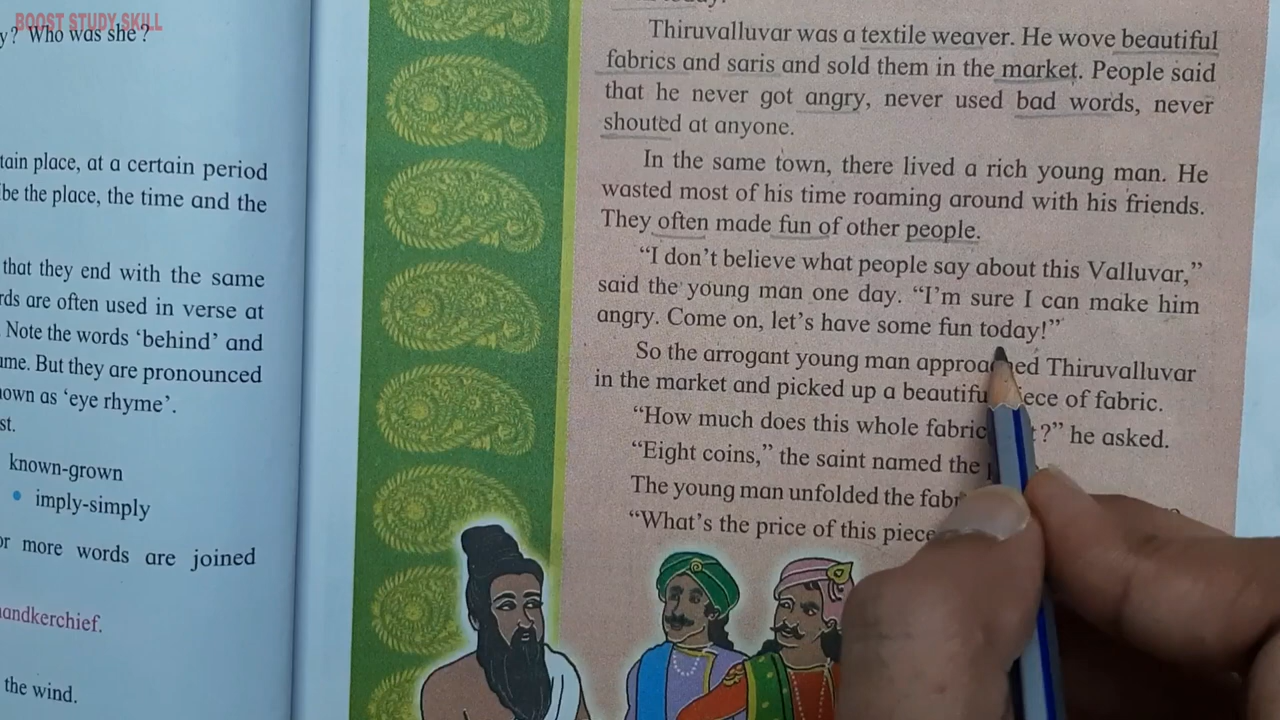 BOOST STUDY SKILL
y? Who was she?
tain place, at a certain period
be the place, the time and the
that they end with the same
rds are often used in verse at
Note the words ‘behind’ and
ume. But they are pronounced
nown as ‘eye rhyme’.
st.
known-grown
• imply-simply
or more words are joined
handkerchief.
the wind.
today.
Thiruvalluvar was a textile weaver. He wove beautiful
fabrics and saris and sold them in the market. People said
that he never got angry, never used bad words, never
shouted at anyone.
In the same town, there lived a rich young man. He
wasted most of his time roaming around with his friends.
They often made fun of other people.
“I don’t believe what people say about this Valluvar,”
said the young man one day. “I’m sure I can make him
angry. Come on, let’s have some fun today!”
So the arrogant young man approached Thiruvalluvar
in the market and picked up a beautiful piece of fabric.
“How much does this whole fabric ?” he asked.
“Eight coins,” the saint named the
The young man unfolded the
“What’s the price of this piece